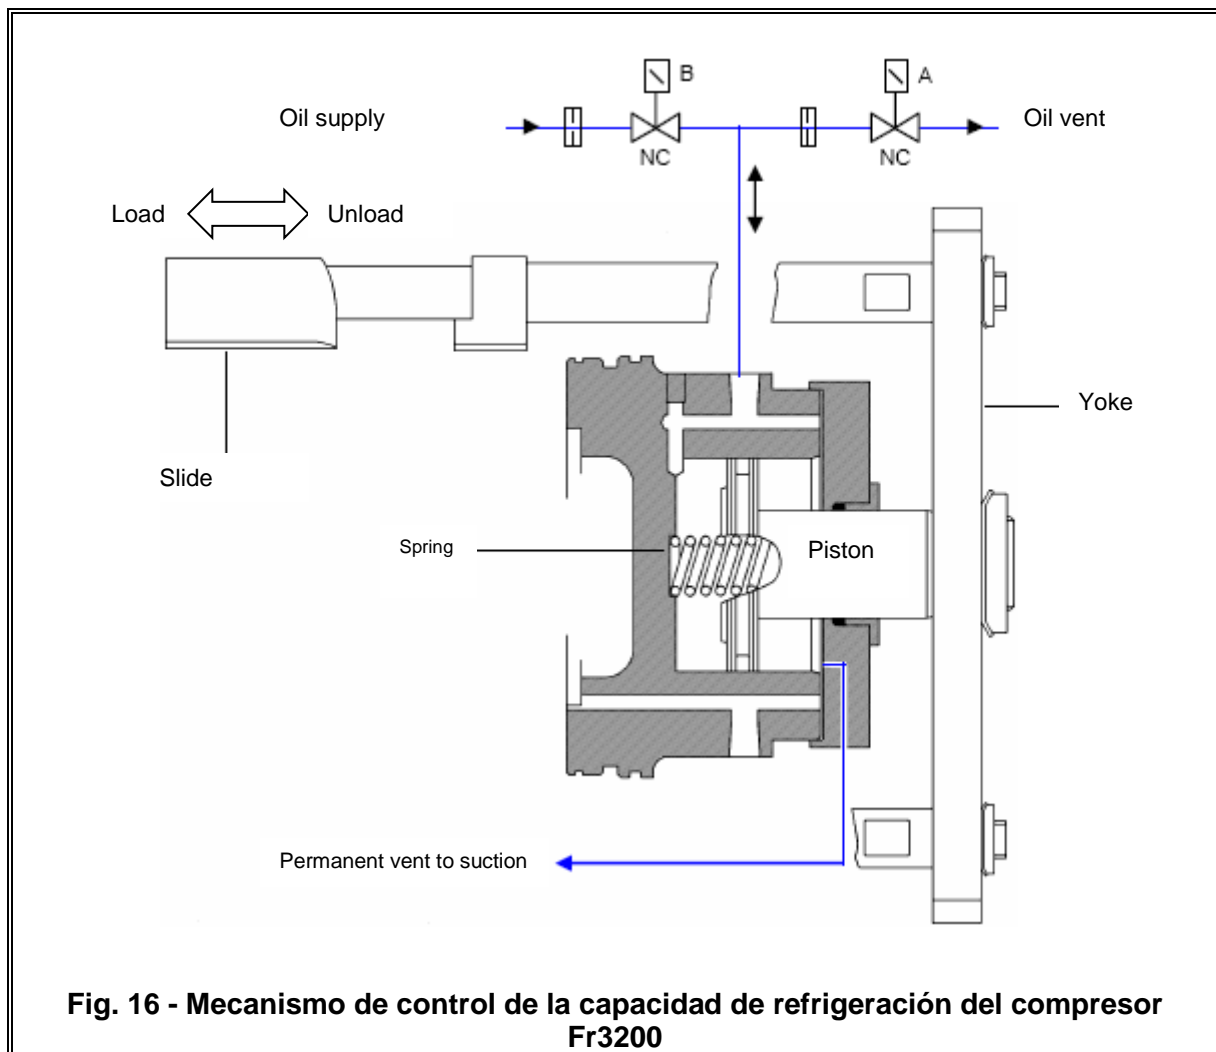 B
A
Oil supply
Oil vent
NC
NC
Load
Unload
Yoke
Slide
Spring
Piston
Permanent vent to suction
Fig. 16 - Mecanismo de control de la capacidad de refrigeración del compresor
Fr3200